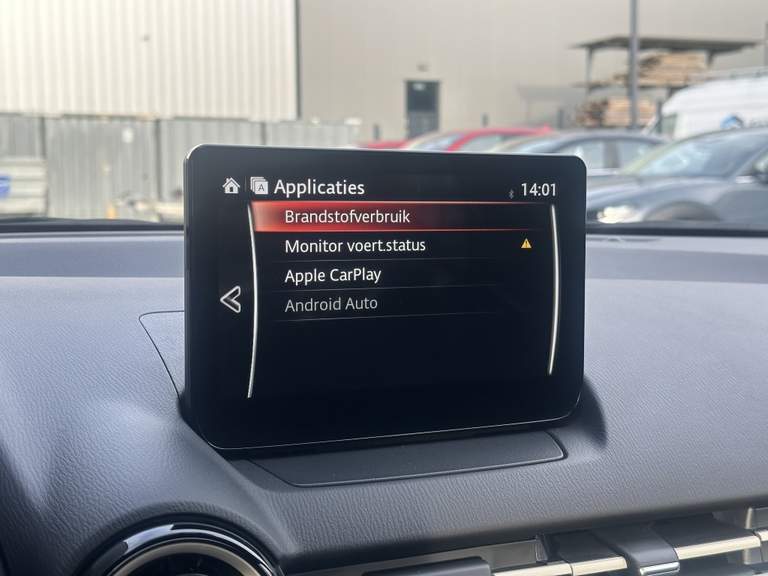 A Applicaties 14:01
Brandstofverbruik
Monitor voert.status
Apple CarPlay
Android Auto